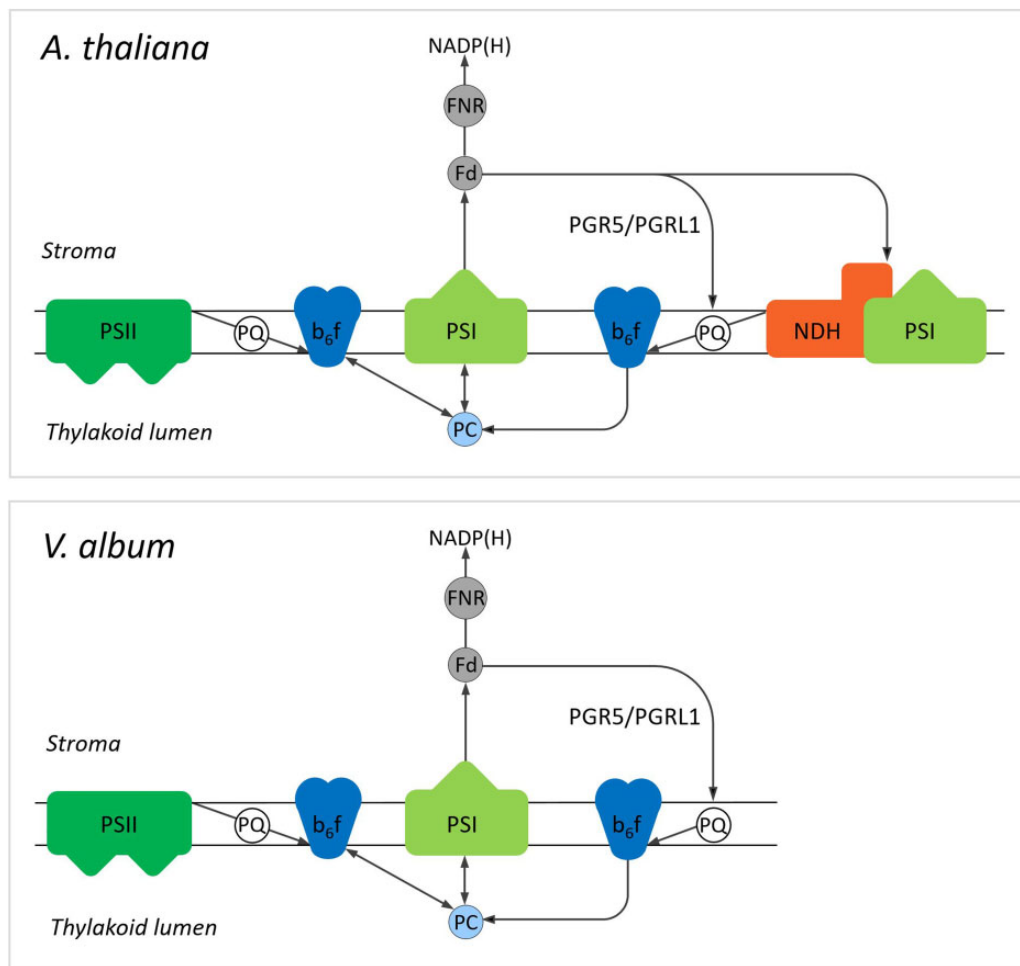 A. thaliana
NADP(H)
FNR
Fd
PGR5/PGRL1
Stroma
PSII
PQ
b₆f
PSI
b₆f
PQ
NDH
PSI
Thylakoid lumen
PC
V. album
NADP(H)
FNR
Fd
PGR5/PGRL1
Stroma
PSII
PQ
b₆f
PSI
b₆f
PQ
Thylakoid lumen
PC